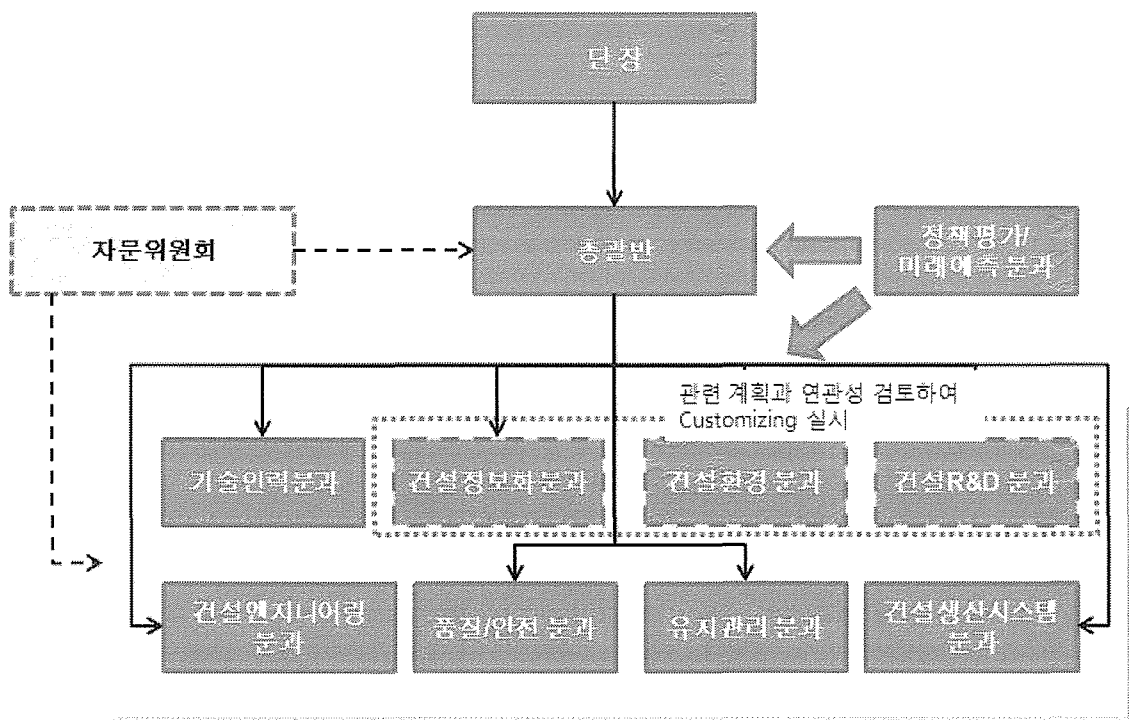 단 장
자문위원회
총괄반
정책평가/
미래예측 분과
관련 계획과 연관성 검토하여
Customizing 실시
기술인력분과
건설정보화분과
건설환경 분과
건설R&D 분과
건설엔지니어링
분과
품질/안전 분과
유지관리 분과
건설생산시스템
분과